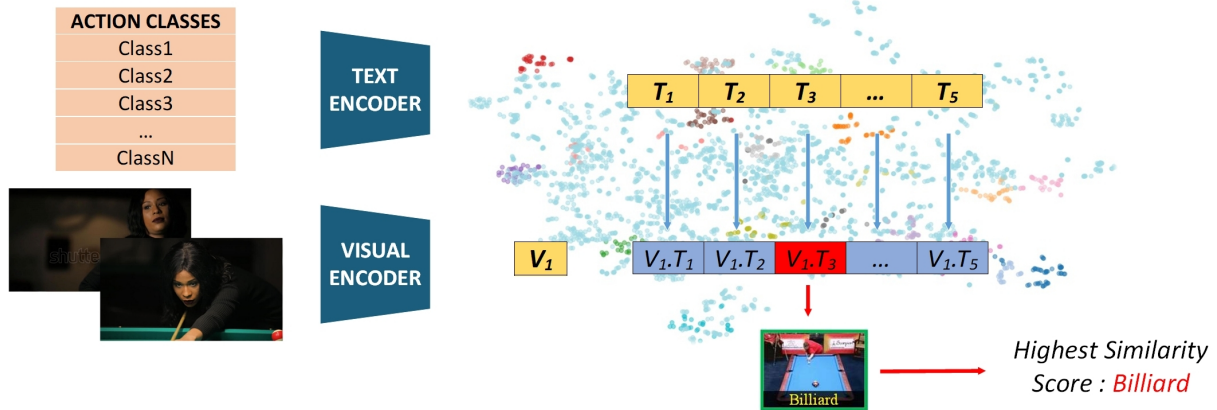 ACTION CLASSES
Class1
Class2
Class3
...
ClassN
TEXT
ENCODER
T1 T2 T3 ... T5
VISUAL
ENCODER
V1
V1.T1 V1.T2 V1.T3 ... V1.T5
Billiard
Highest Similarity
Score : Billiard